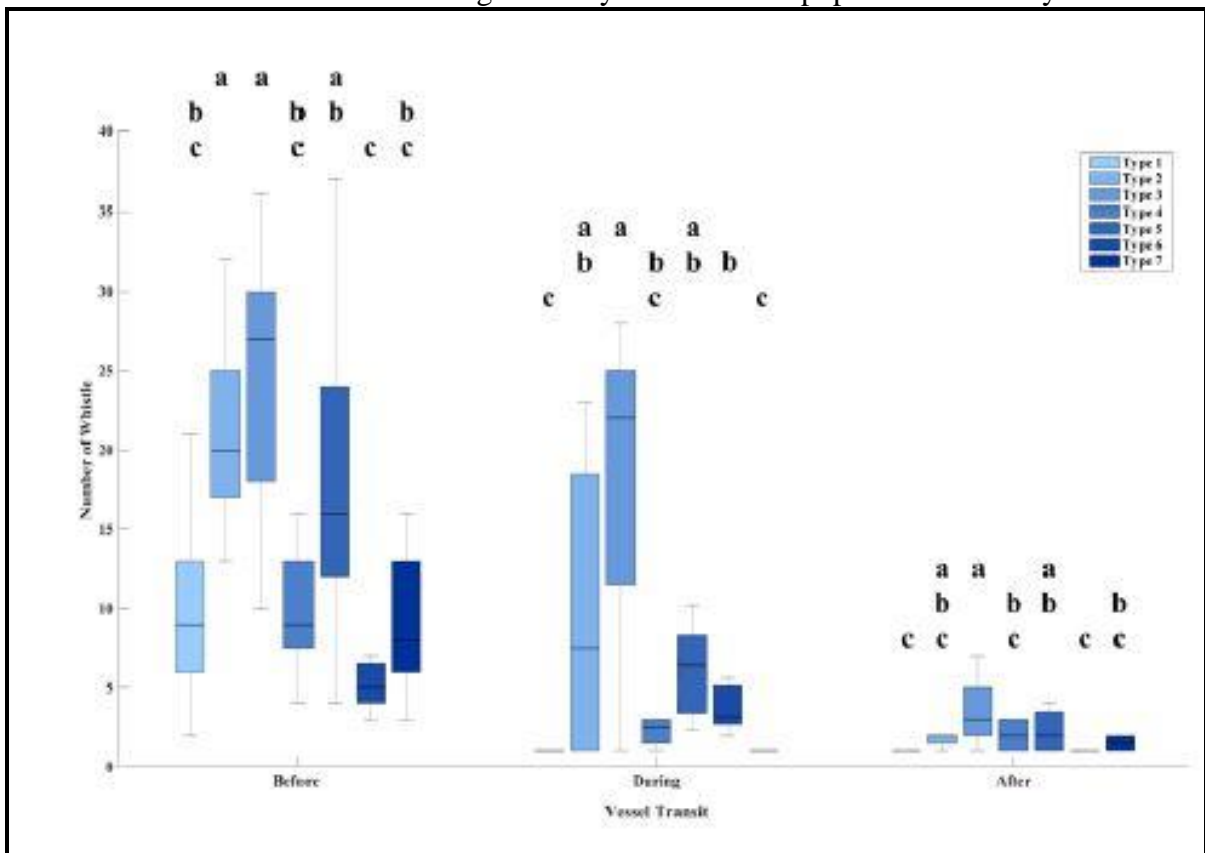 a a a
b b b b
40 c c c c
35
a a a
b b b b
30 c c c
25
20
15
a a a
10 b b b b
c c c c c
5
0
Number of Whistle
Before During After
Vessel Transit
Type 1
Type 2
Type 3
Type 4
Type 5
Type 6
Type 7